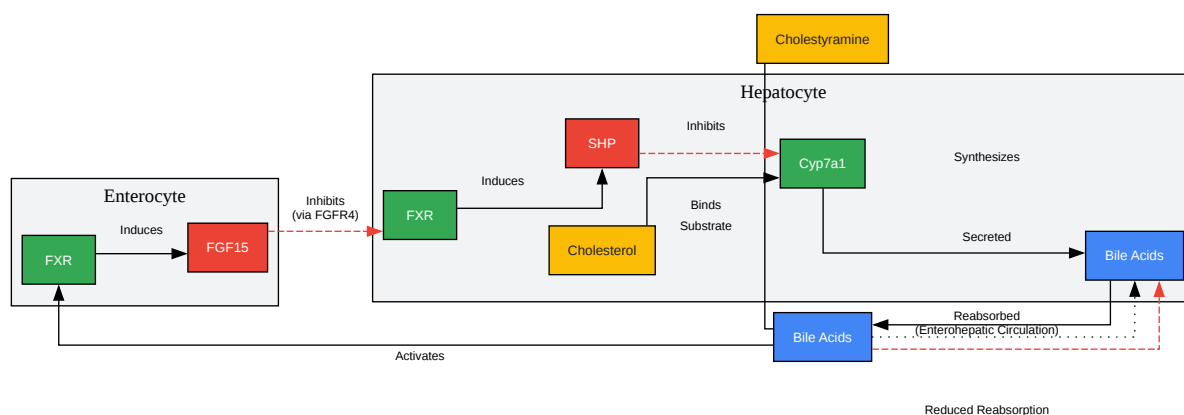 Cholestyramine
Hepatocyte
Inhibits
SHP
Cyp7a1
Synthesizes
Enterocyte
Induces
Inhibits
(via FGFR4)
FXR
Binds
Substrate
Induces
FGF15
FXR
Cholesterol
Secreted
Bile Acids
Reabsorbed
(Enterohepatic Circulation)
Bile Acids
Activates
Reduced Reabsorption